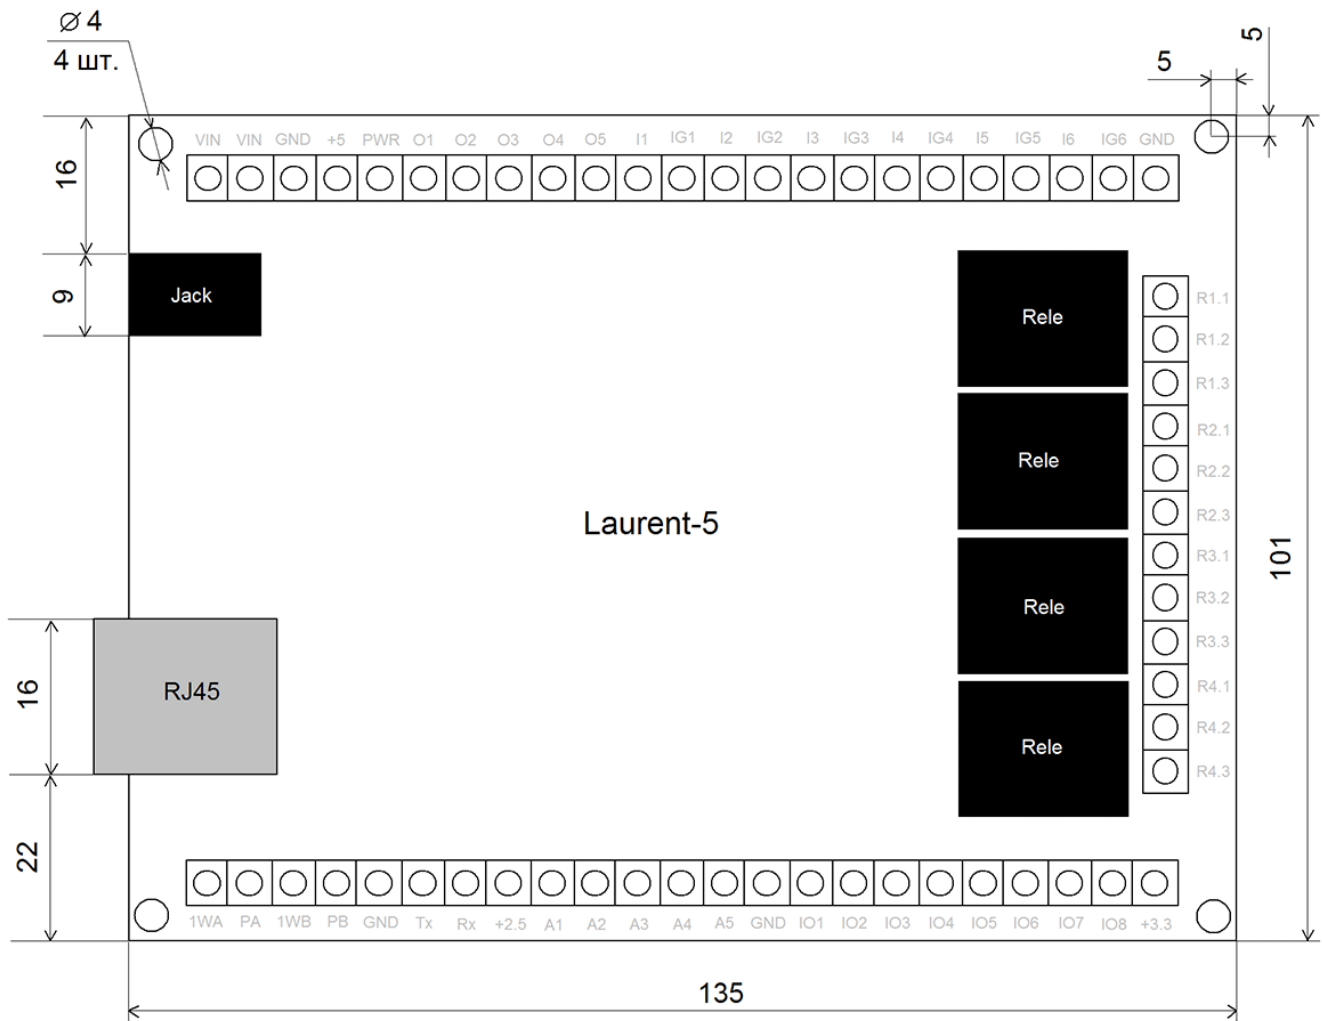 ⌀ 4
4 шт.
5
5
VIN VIN GND +5 PWR O1 O2 O3 O4 O5 I1 IG1 I2 IG2 I3 IG3 I4 IG4 I5 IG5 I6 IG6 GND
16
9
Jack
Rele
R1.1
R1.2
R1.3
Rele
R2.1
R2.2
R2.3
Laurent-5
101
Rele
R3.1
R3.2
R3.3
16
RJ45
Rele
R4.1
R4.2
R4.3
22
1WA PA 1WB PB GND Tx Rx +2.5 A1 A2 A3 A4 A5 GND IO1 IO2 IO3 IO4 IO5 IO6 IO7 IO8 +3.3
135